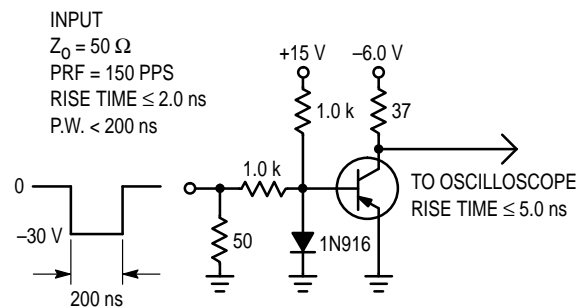 INPUT
Zo = 50 Ω
PRF = 150 PPS
RISE TIME ≤ 2.0 ns
P.W. < 200 ns
+15 V
–6.0 V
1.0 k
37
0
1.0 k
TO OSCILLOSCOPE
RISE TIME ≤ 5.0 ns
–30 V
50
1N916
200 ns